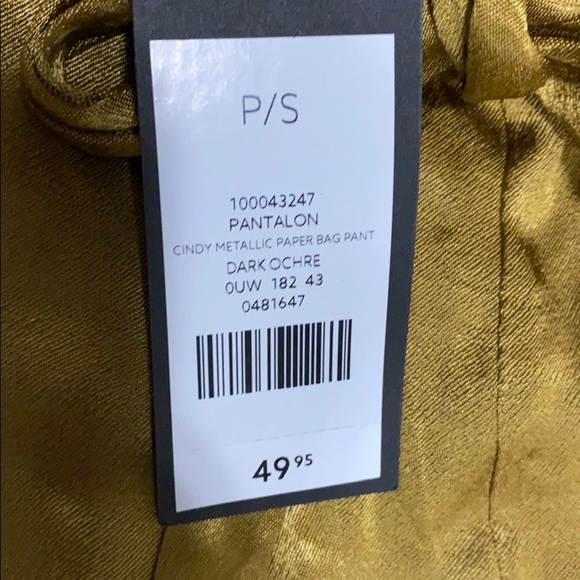 P/S
100043247
PANTALON
CINDY METALLIC PAPER BAG PANT
DARK OCHRE
0UW 182 43
0481647
49 95